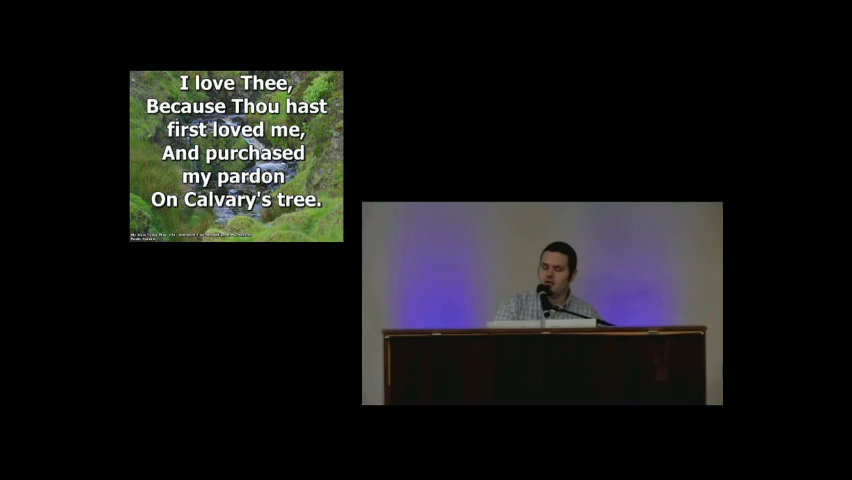 I love Thee,
Because Thou hast
first loved me,
And purchased
my pardon
On Calvary's tree.